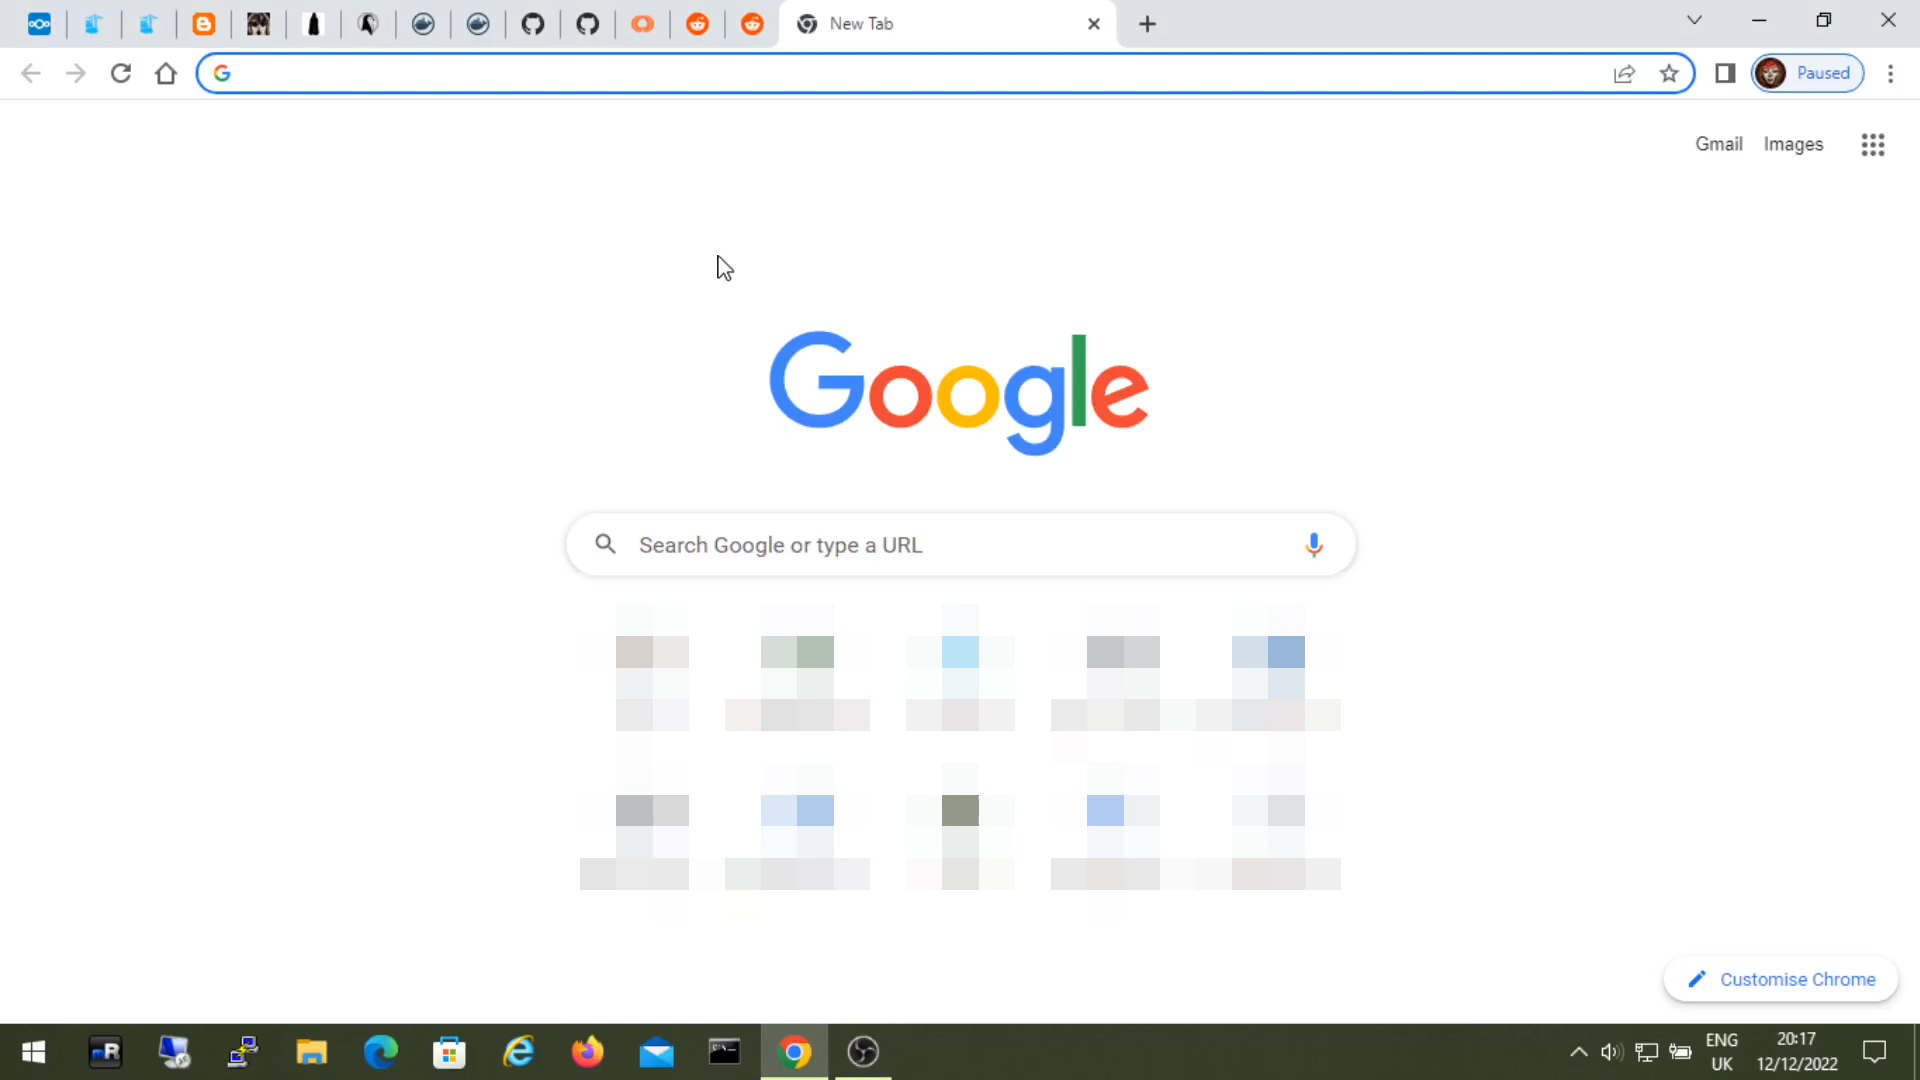 New Tab
Paused
Gmail Images
Google
Search Google or type a URL
Customise Chrome
ENG
UK
20:17
12/12/2022